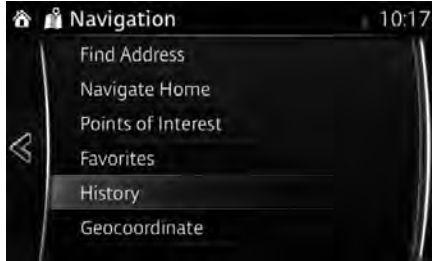 Navigation 10:17
Find Address
Navigate Home
Points of Interest
Favorites
History
Geocoordinate